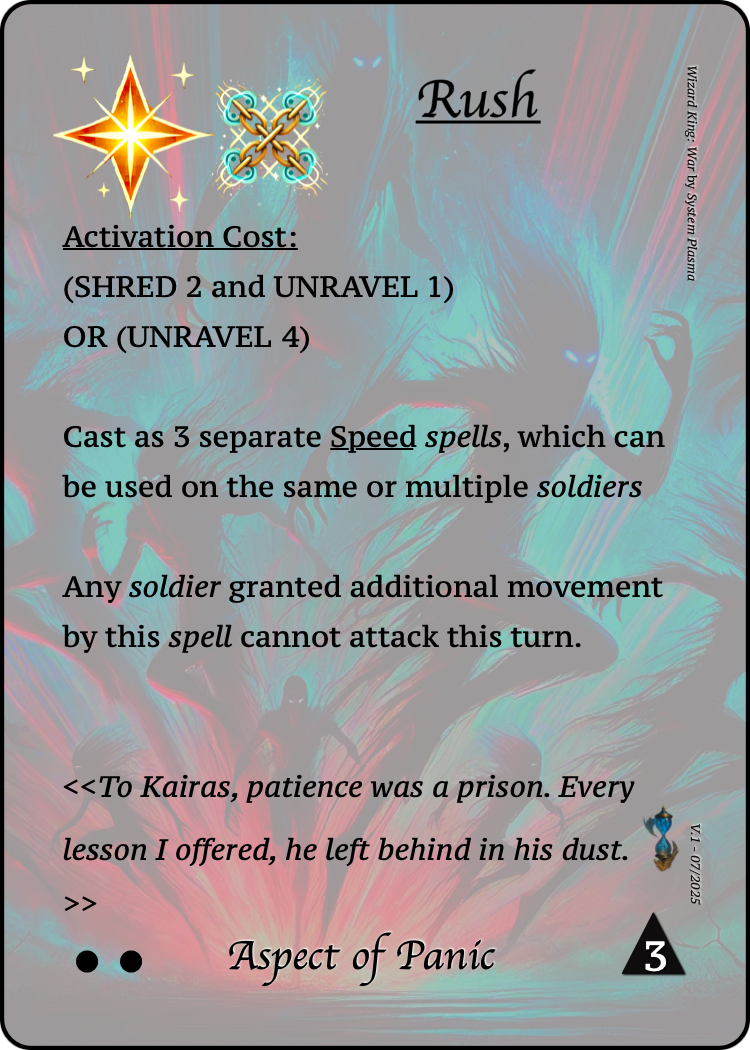 Rush
Wizard King: War by System Plasma
Activation Cost:
(SHRED 2 and UNRAVEL 1)
OR (UNRAVEL 4)
Cast as 3 separate Speed spells, which can
be used on the same or multiple soldiers
Any soldier granted additional movement
by this spell cannot attack this turn.
<<To Kairas, patience was a prison. Every
lesson I offered, he left behind in his dust.
>>
V.1 - 07/2025
Aspect of Panic
3